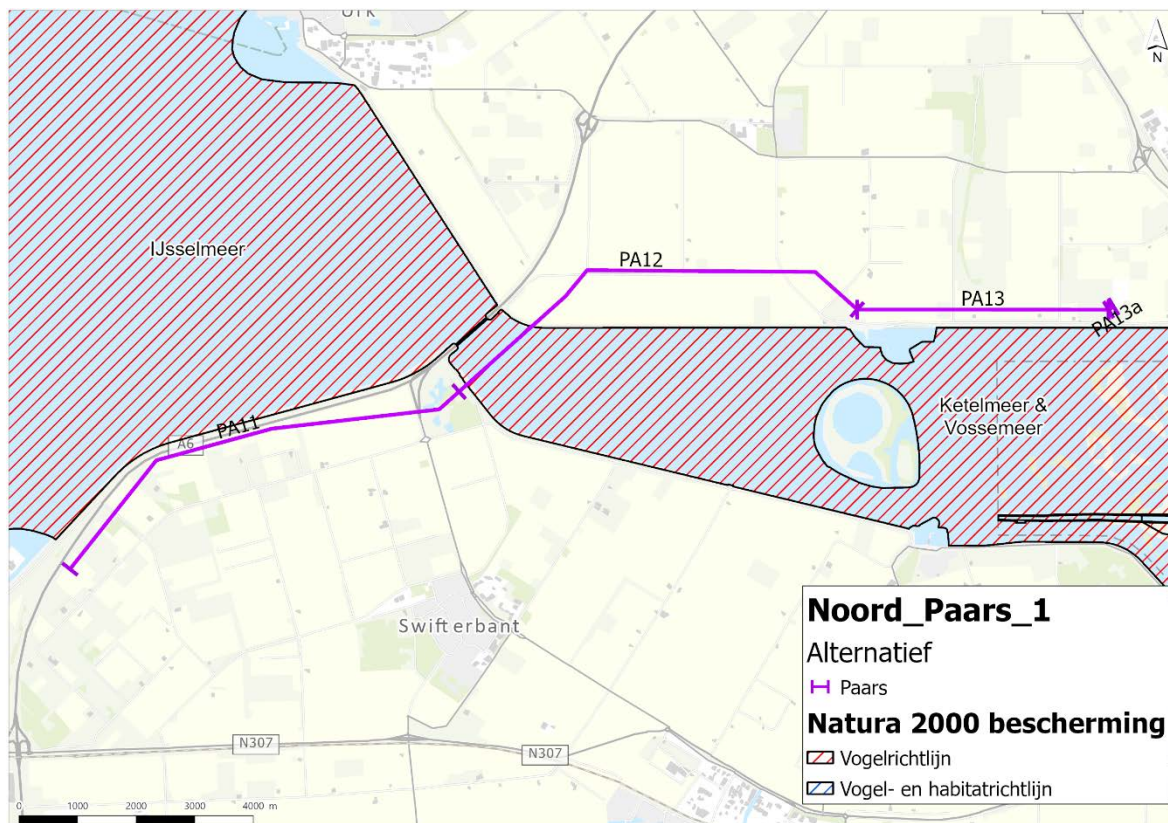 Urk
N
IJsselmeer
PA12
PA13
PA13a
Ketelmeer &
Vossemeer
PA11
A6
Swifterbant
N307
N307
0 1000 2000 3000 4000 m
Noord_Paars_1
Alternatief
Paars
Natura 2000 bescherming
Vogelrichtlijn
Vogel- en habitatrichtlijn